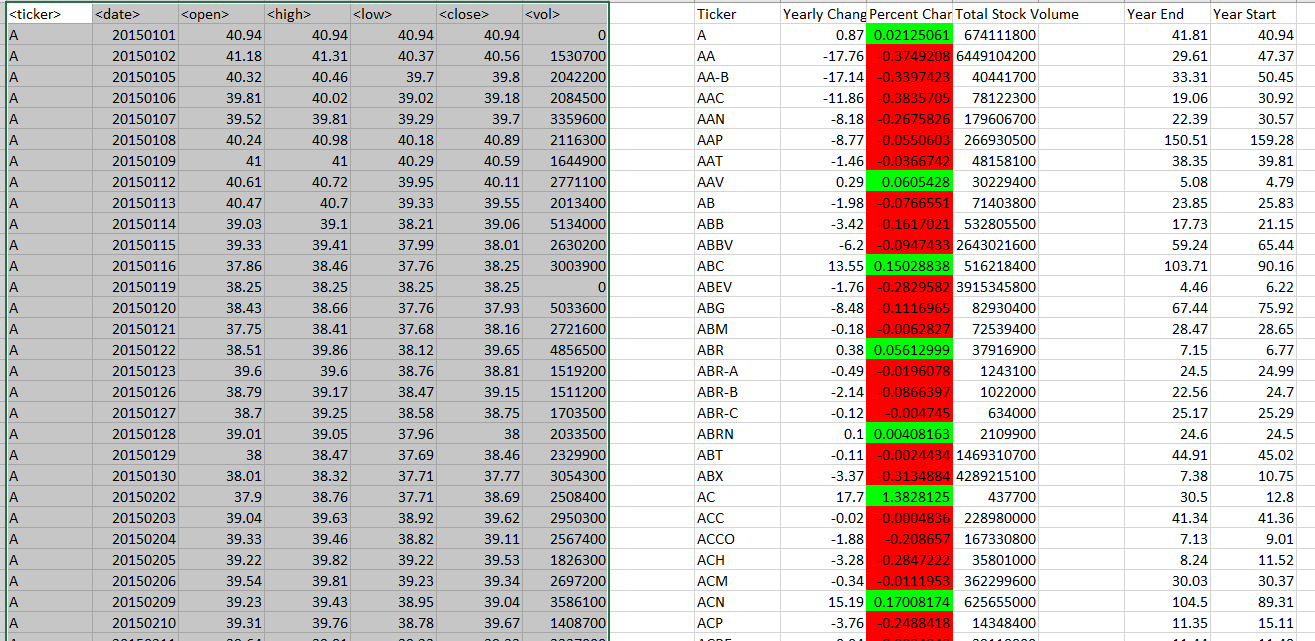 <ticker> <date> <open> <high> <low> <close> <vol> Ticker Yearly Chang Percent Char Total Stock Volume Year End Year Start
A 20150101 40.94 40.94 40.94 40.94 0 A 0.87 0.02125061 674111800 41.81 40.94
A 20150102 41.18 41.31 40.37 40.56 1530700 AA -17.76 -0.3749208 6449104200 29.61 47.37
A 20150105 40.32 40.46 39.7 39.8 2042200 AA-B -17.14 -0.3397423 40441700 33.31 50.45
A 20150106 39.81 40.02 39.02 39.18 2084500 AAC -11.86 -0.3835705 78122300 19.06 30.92
A 20150107 39.52 39.81 39.29 39.7 3359600 AAN -8.18 -0.2675826 179606700 22.39 30.57
A 20150108 40.24 40.98 40.18 40.89 2116300 AAP -8.77 -0.0550603 266930500 150.51 159.28
A 20150109 41 41 40.29 40.59 1644900 AAT -1.46 -0.0366742 48158100 38.35 39.81
A 20150112 40.61 40.72 39.95 40.11 2771100 AAV 0.29 0.0605428 30229400 5.08 4.79
A 20150113 40.47 40.7 39.33 39.55 2013400 AB -1.98 -0.0766551 71403800 23.85 25.83
A 20150114 39.03 39.1 38.21 39.06 5134000 ABB -3.42 -0.1617021 532805500 17.73 21.15
A 20150115 39.33 39.41 37.99 38.01 2630200 ABBV -6.2 -0.0947433 2643021600 59.24 65.44
A 20150116 37.86 38.46 37.76 38.25 3003900 ABC 13.55 0.15028838 516218400 103.71 90.16
A 20150119 38.25 38.25 38.25 38.25 0 ABEV -1.76 -0.2829582 3915345800 4.46 6.22
A 20150120 38.43 38.66 37.76 37.93 5033600 ABG -8.48 -0.1116965 82930400 67.44 75.92
A 20150121 37.75 38.41 37.68 38.16 2721600 ABM -0.18 -0.0062827 72539400 28.47 28.65
A 20150122 38.51 39.86 38.12 39.65 4856500 ABR 0.38 0.05612999 37916900 7.15 6.77
A 20150123 39.6 39.6 38.76 38.81 1519200 ABR-A -0.49 -0.0196078 1243100 24.5 24.99
A 20150126 38.79 39.17 38.47 39.15 1511200 ABR-B -2.14 -0.0866397 1022000 22.56 24.7
A 20150127 38.7 39.25 38.58 38.75 1703500 ABR-C -0.12 -0.004745 634000 25.17 25.29
A 20150128 39.01 39.05 37.96 38 2033500 ABRN 0.1 0.00408163 2109900 24.6 24.5
A 20150129 38 38.47 37.69 38.46 2329900 ABT -0.11 -0.0024434 1469310700 44.91 45.02
A 20150130 38.01 38.32 37.71 37.77 3054300 ABX -3.37 -0.3134884 4289215100 7.38 10.75
A 20150202 37.9 38.76 37.71 38.69 2508400 AC 17.7 1.3828125 437700 30.5 12.8
A 20150203 39.04 39.63 38.92 39.62 2950300 ACC -0.02 -0.0004836 228980000 41.34 41.36
A 20150204 39.33 39.46 38.82 39.11 2567400 ACCO -1.88 -0.208657 167330800 7.13 9.01
A 20150205 39.22 39.82 39.22 39.53 1826300 ACH -3.28 -0.2847222 35801000 8.24 11.52
A 20150206 39.54 39.81 39.23 39.34 2697200 ACM -0.34 -0.0111953 362299600 30.03 30.37
A 20150209 39.23 39.43 38.95 39.04 3586100 ACN 15.19 0.17008174 625655000 104.5 89.31
A 20150210 39.31 39.76 38.78 39.67 1408700 ACP -3.76 -0.2488418 14348400 11.35 15.11